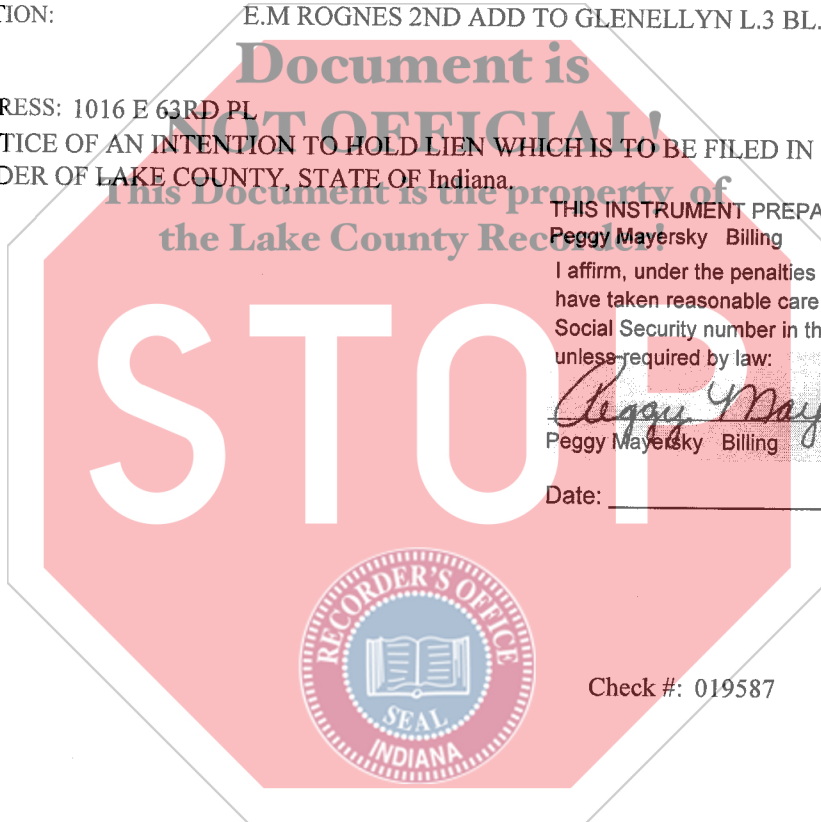 TION: E.M ROGNES 2ND ADD TO GLENELLYN L.3 BL.
Document is
RESS: 1016 E 63RD PL
NOT OFFICIAL!
TICE OF AN INTENTION TO HOLD LIEN WHICH IS TO BE FILED IN
DER OF LAKE COUNTY, STATE OF Indiana.
This Document is the property of
the Lake County Recorder!
THIS INSTRUMENT PREPA
Peggy Mayersky Billing
I affirm, under the penalties
have taken reasonable care
Social Security number in th
unless required by law:
Peggy May
Peggy Mayersky Billing
Date:
STOP
RECORDER'S OFFICE
SEAL
INDIANA
Check #: 019587